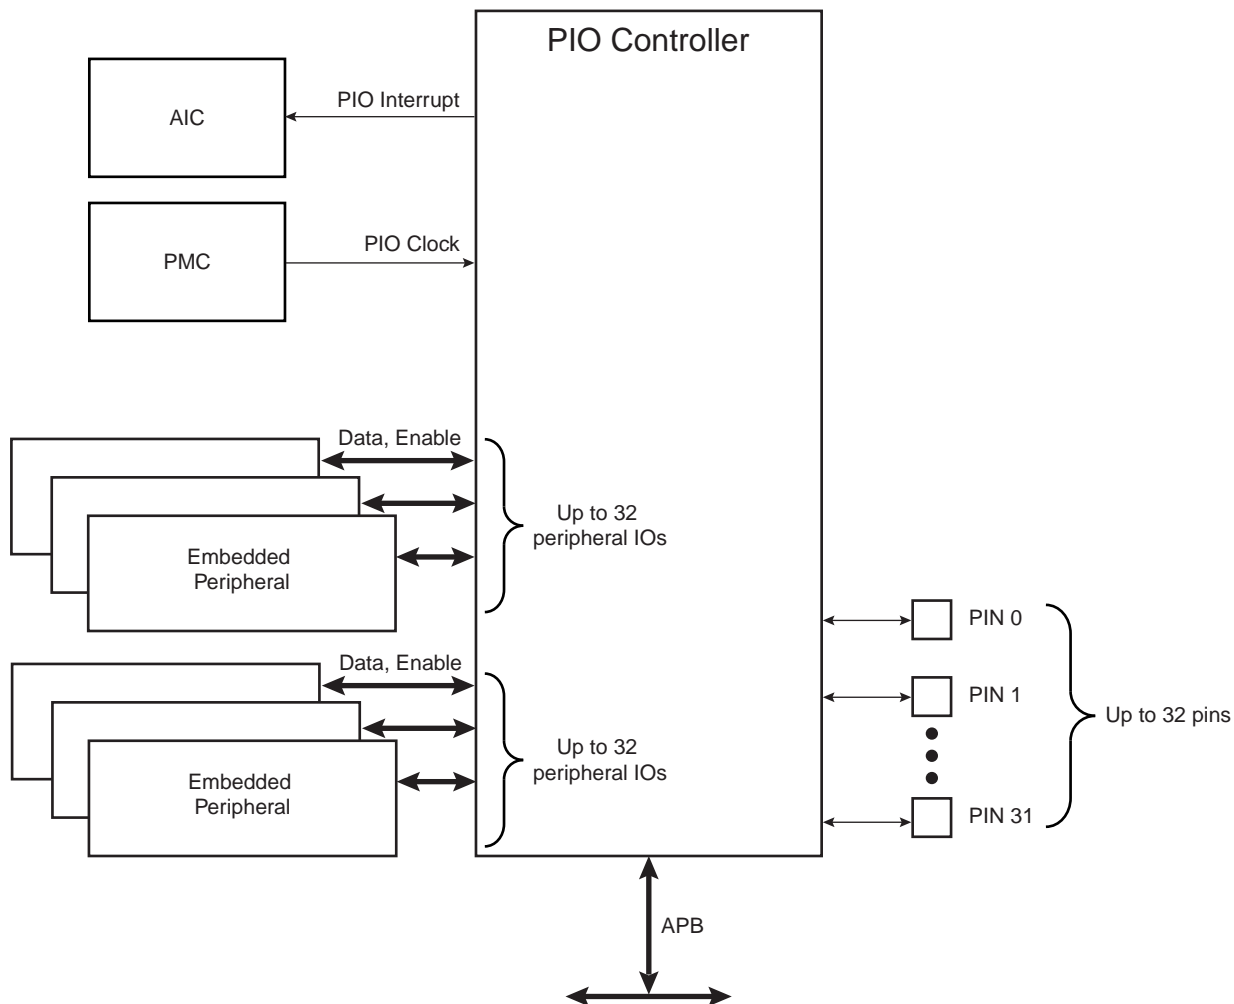 PIO Controller
AIC
PIO Interrupt
PMC
PIO Clock
Data, Enable
Up to 32
peripheral IOs
Embedded
Peripheral
PIN 0
Data, Enable
PIN 1
Up to 32 pins
Up to 32
peripheral IOs
Embedded
Peripheral
PIN 31
APB